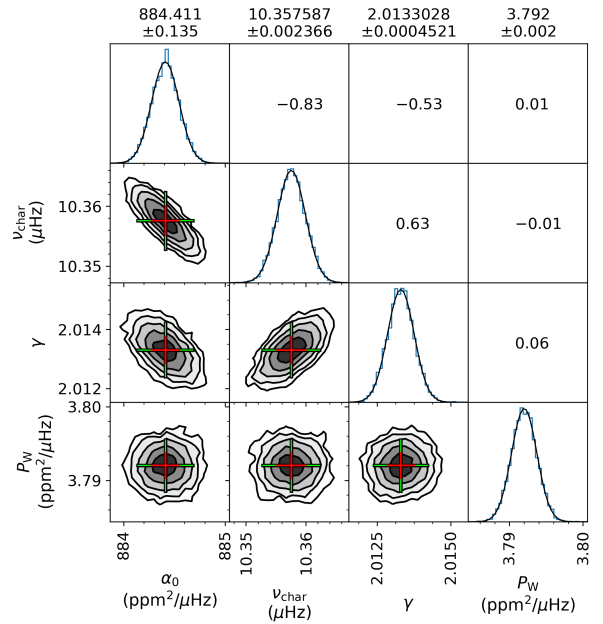 884.411 10.357587 2.0133028 3.792
±0.135 ±0.002366 ±0.0004521 ±0.002
−0.83 −0.53 0.01
ν_char (μHz)
10.36
10.35
0.63 −0.01
γ
2.014
2.012
0.06
P_W (ppm²/μHz)
3.80
3.79
884 885 10.35 10.36 2.0125 2.0150 3.79 3.80
α₀ ν_char γ P_W
(ppm²/μHz) (μHz) (ppm²/μHz)